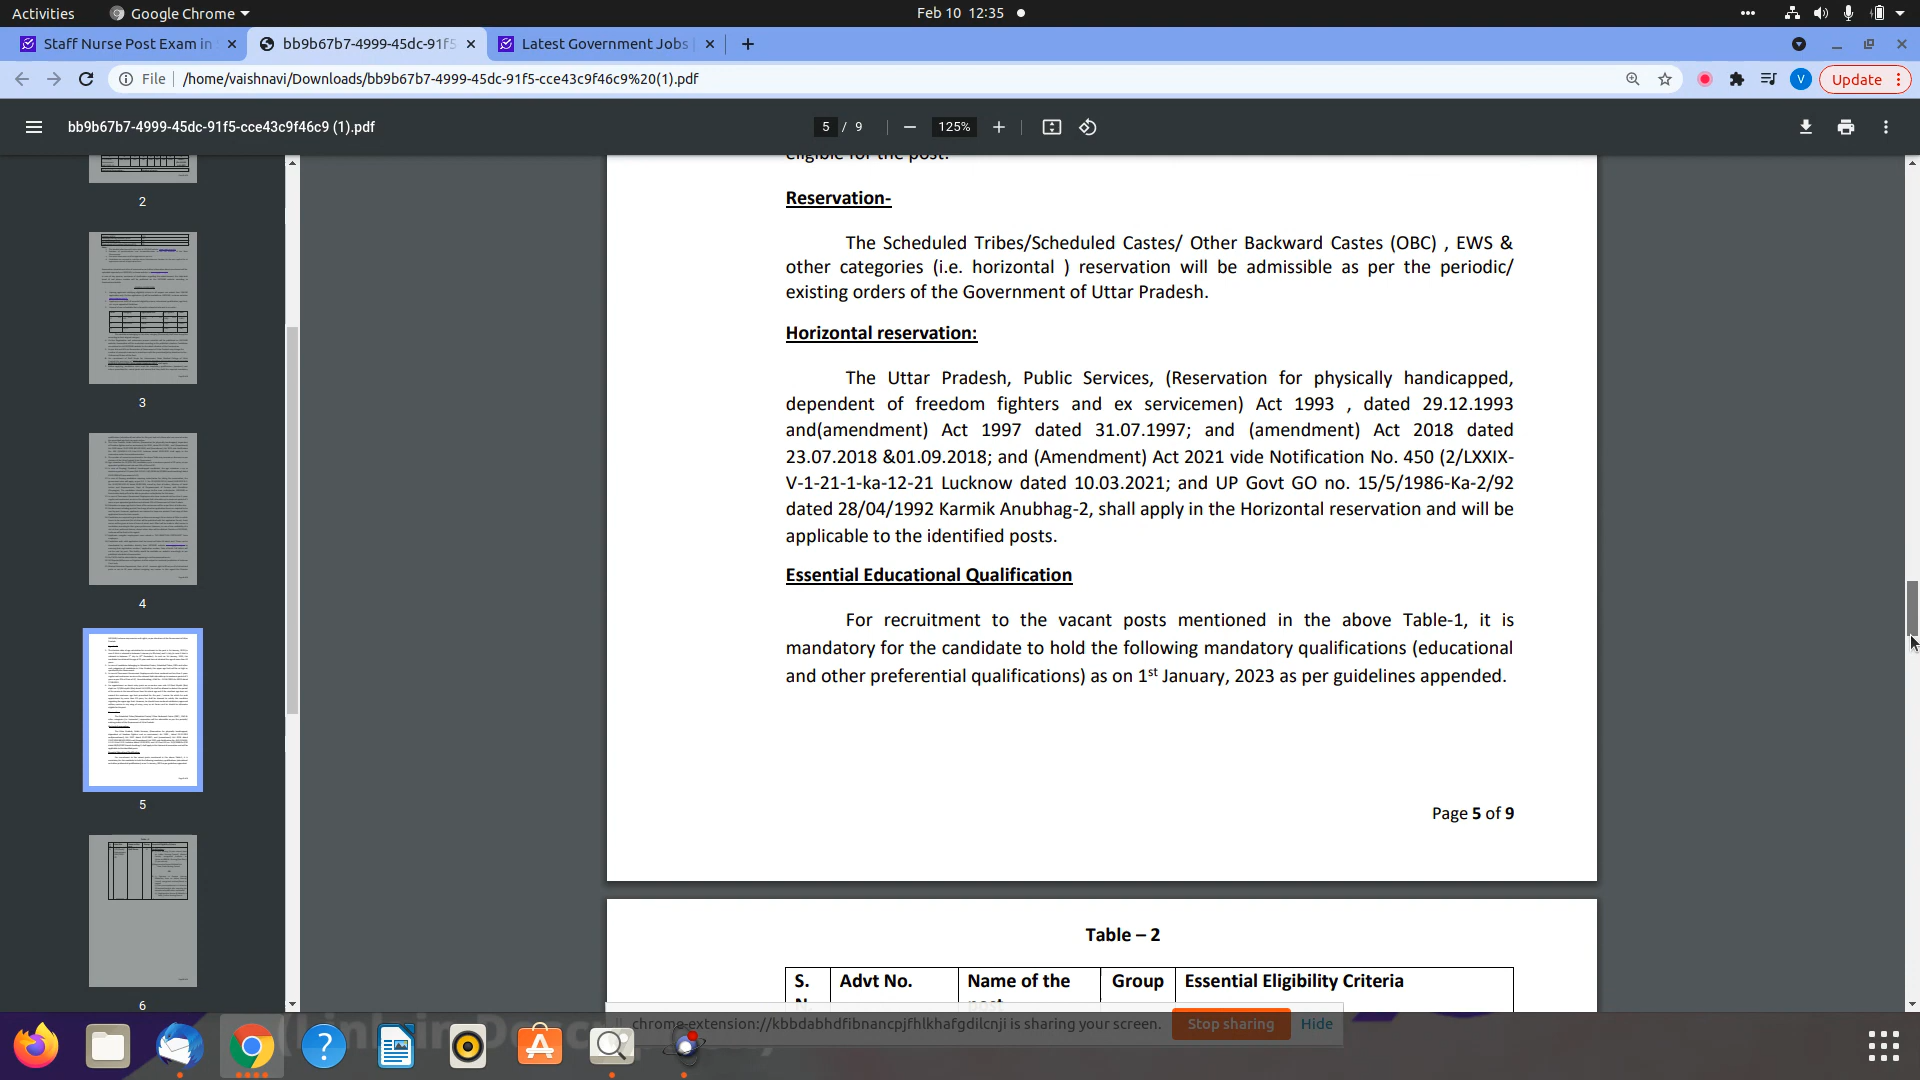 Activities
Google Chrome
Feb 10 12:35
Staff Nurse Post Exam in
bb9b67b7-4999-45dc-91f5
Latest Government Jobs
File
/home/vaishnavi/Downloads/bb9b67b7-4999-45dc-91f5-cce43c9f46c9%20(1).pdf
V
Update
bb9b67b7-4999-45dc-91f5-cce43c9f46c9 (1).pdf
5 / 9
125%
eligible for the post.
Reservation-
The Scheduled Tribes/Scheduled Castes/ Other Backward Castes (OBC) , EWS &
other categories (i.e. horizontal ) reservation will be admissible as per the periodic/
existing orders of the Government of Uttar Pradesh.
Horizontal reservation:
The Uttar Pradesh, Public Services, (Reservation for physically handicapped,
dependent of freedom fighters and ex servicemen) Act 1993 , dated 29.12.1993
and(amendment) Act 1997 dated 31.07.1997; and (amendment) Act 2018 dated
23.07.2018 &01.09.2018; and (Amendment) Act 2021 vide Notification No. 450 (2/LXXIX-
V-1-21-1-ka-12-21 Lucknow dated 10.03.2021; and UP Govt GO no. 15/5/1986-Ka-2/92
dated 28/04/1992 Karmik Anubhag-2, shall apply in the Horizontal reservation and will be
applicable to the identified posts.
Essential Educational Qualification
For recruitment to the vacant posts mentioned in the above Table-1, it is
mandatory for the candidate to hold the following mandatory qualifications (educational
and other preferential qualifications) as on 1st January, 2023 as per guidelines appended.
Page 5 of 9
Table – 2
S. Advt No. Name of the Group Essential Eligibility Criteria
2
3
4
5
6
chrome-extension://kbbdabhdfibnancpjfhlkhafgdilcnji is sharing your screen.
Stop sharing
Hide